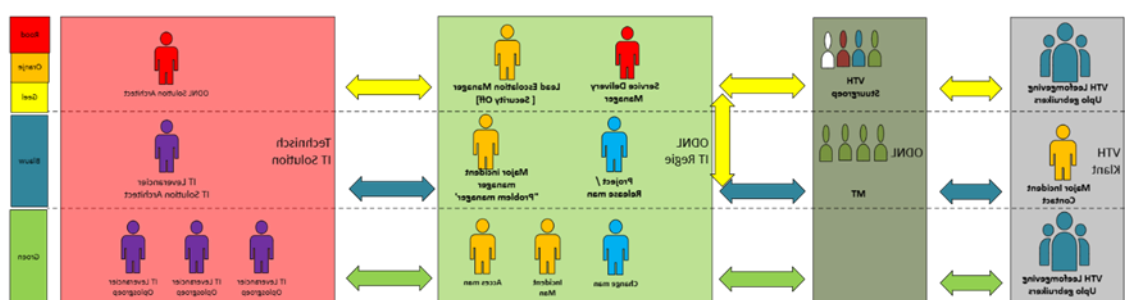 Rood
Oranje
Geel
Blauw
Groen
ODNL Solution Architect
Technisch
IT Solution
IT Leverancier
IT Solution Architect
IT Leverancier
Oplosgroep
IT Leverancier
Oplosgroep
IT Leverancier
Oplosgroep
Lead Escolation Manager
[ Security Off]
Service Delivery
Manager
ODNL
IT Regie
Major incident
manager
"Problem manager'
Project /
Release man
Acces man
Incident
Man
Change man
VTH
Stuurgroep
ODNL
MT
VTH Leefomgeving
Uplo gebruikers
VTH
Klant
Major Incident
Contact
VTH Leefomgeving
Uplo gebruikers